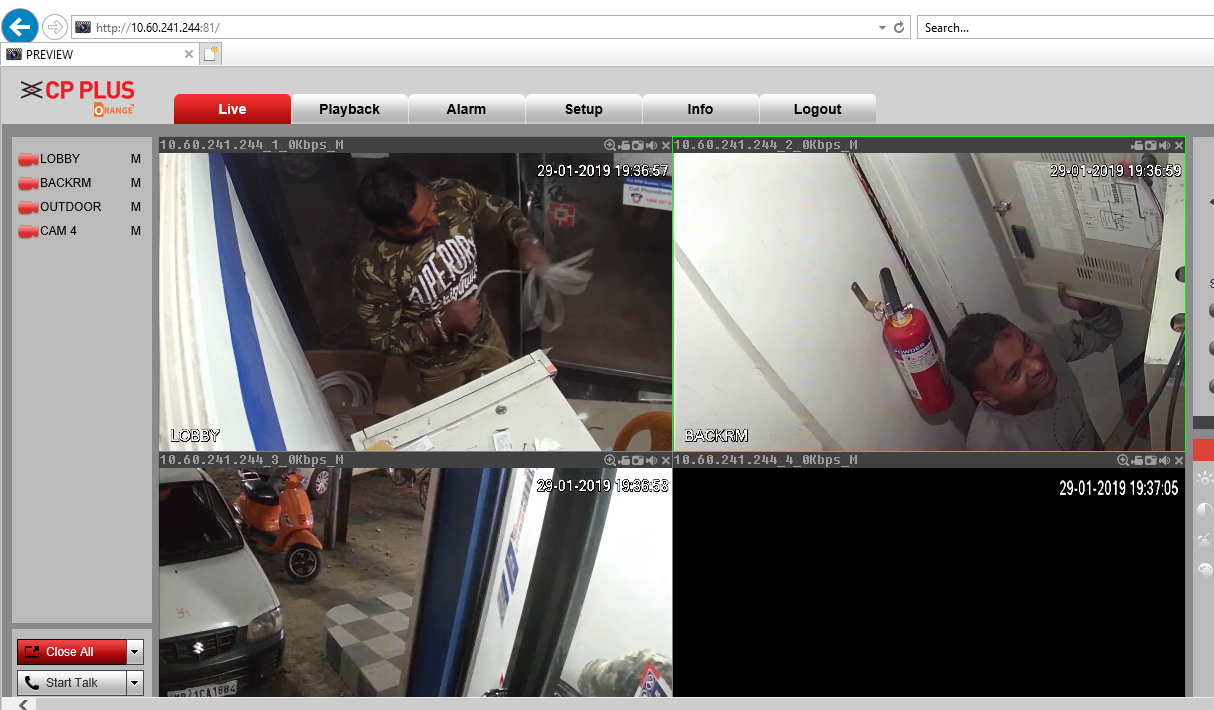 http://10.60.241.244:81/
Search...
PREVIEW
CP PLUS
ORANGE
Live
Playback
Alarm
Setup
Info
Logout
LOBBY M
BACKRM M
OUTDOOR M
CAM 4 M
10.60.241.244_1_0Kbps_M
29-01-2019 19:36:57
SUPERDRY
LOBBY
10.60.241.244_2_0Kbps_M
29-01-2019 19:36:59
POWDER
BACKRM
10.60.241.244_3_0Kbps_M
29-01-2019 19:36:53
10.60.241.244_4_0Kbps_M
29-01-2019 19:37:05
Close All
Start Talk